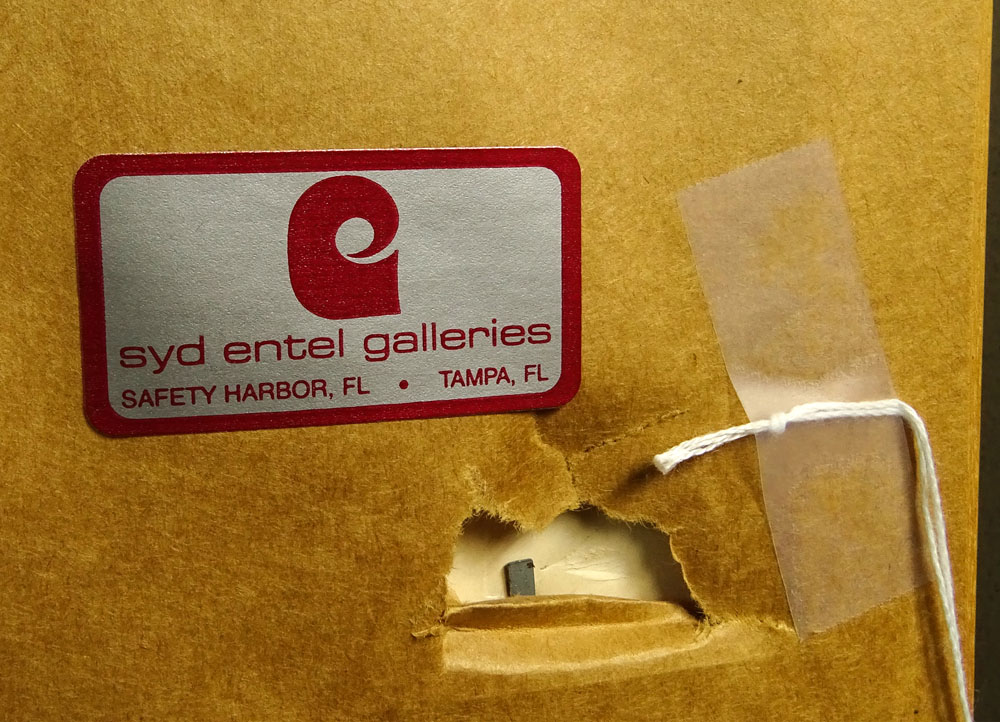 syd entel galleries
SAFETY HARBOR, FL • TAMPA, FL